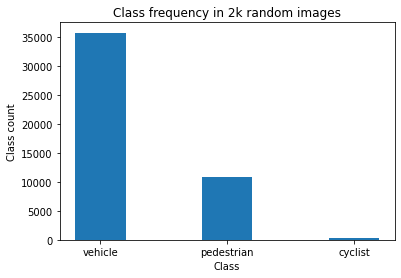 Class frequency in 2k random images
Class count
35000
30000
25000
20000
15000
10000
5000
0
vehicle pedestrian cyclist
Class